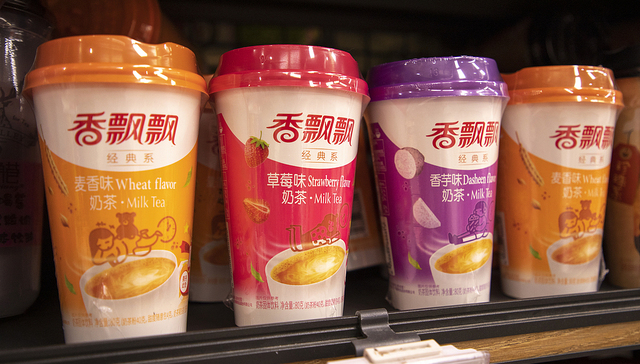 香飘飘
经典系
麦香味 Wheat flavor
奶茶·Milk Tea
香飘飘
经典系
草莓味 Strawberry flavor
奶茶·Milk Tea
香飘飘
经典系
香芋味 Dasheen
奶茶·Milk Tea
香飘飘
经典系
麦香味
奶茶·Milk